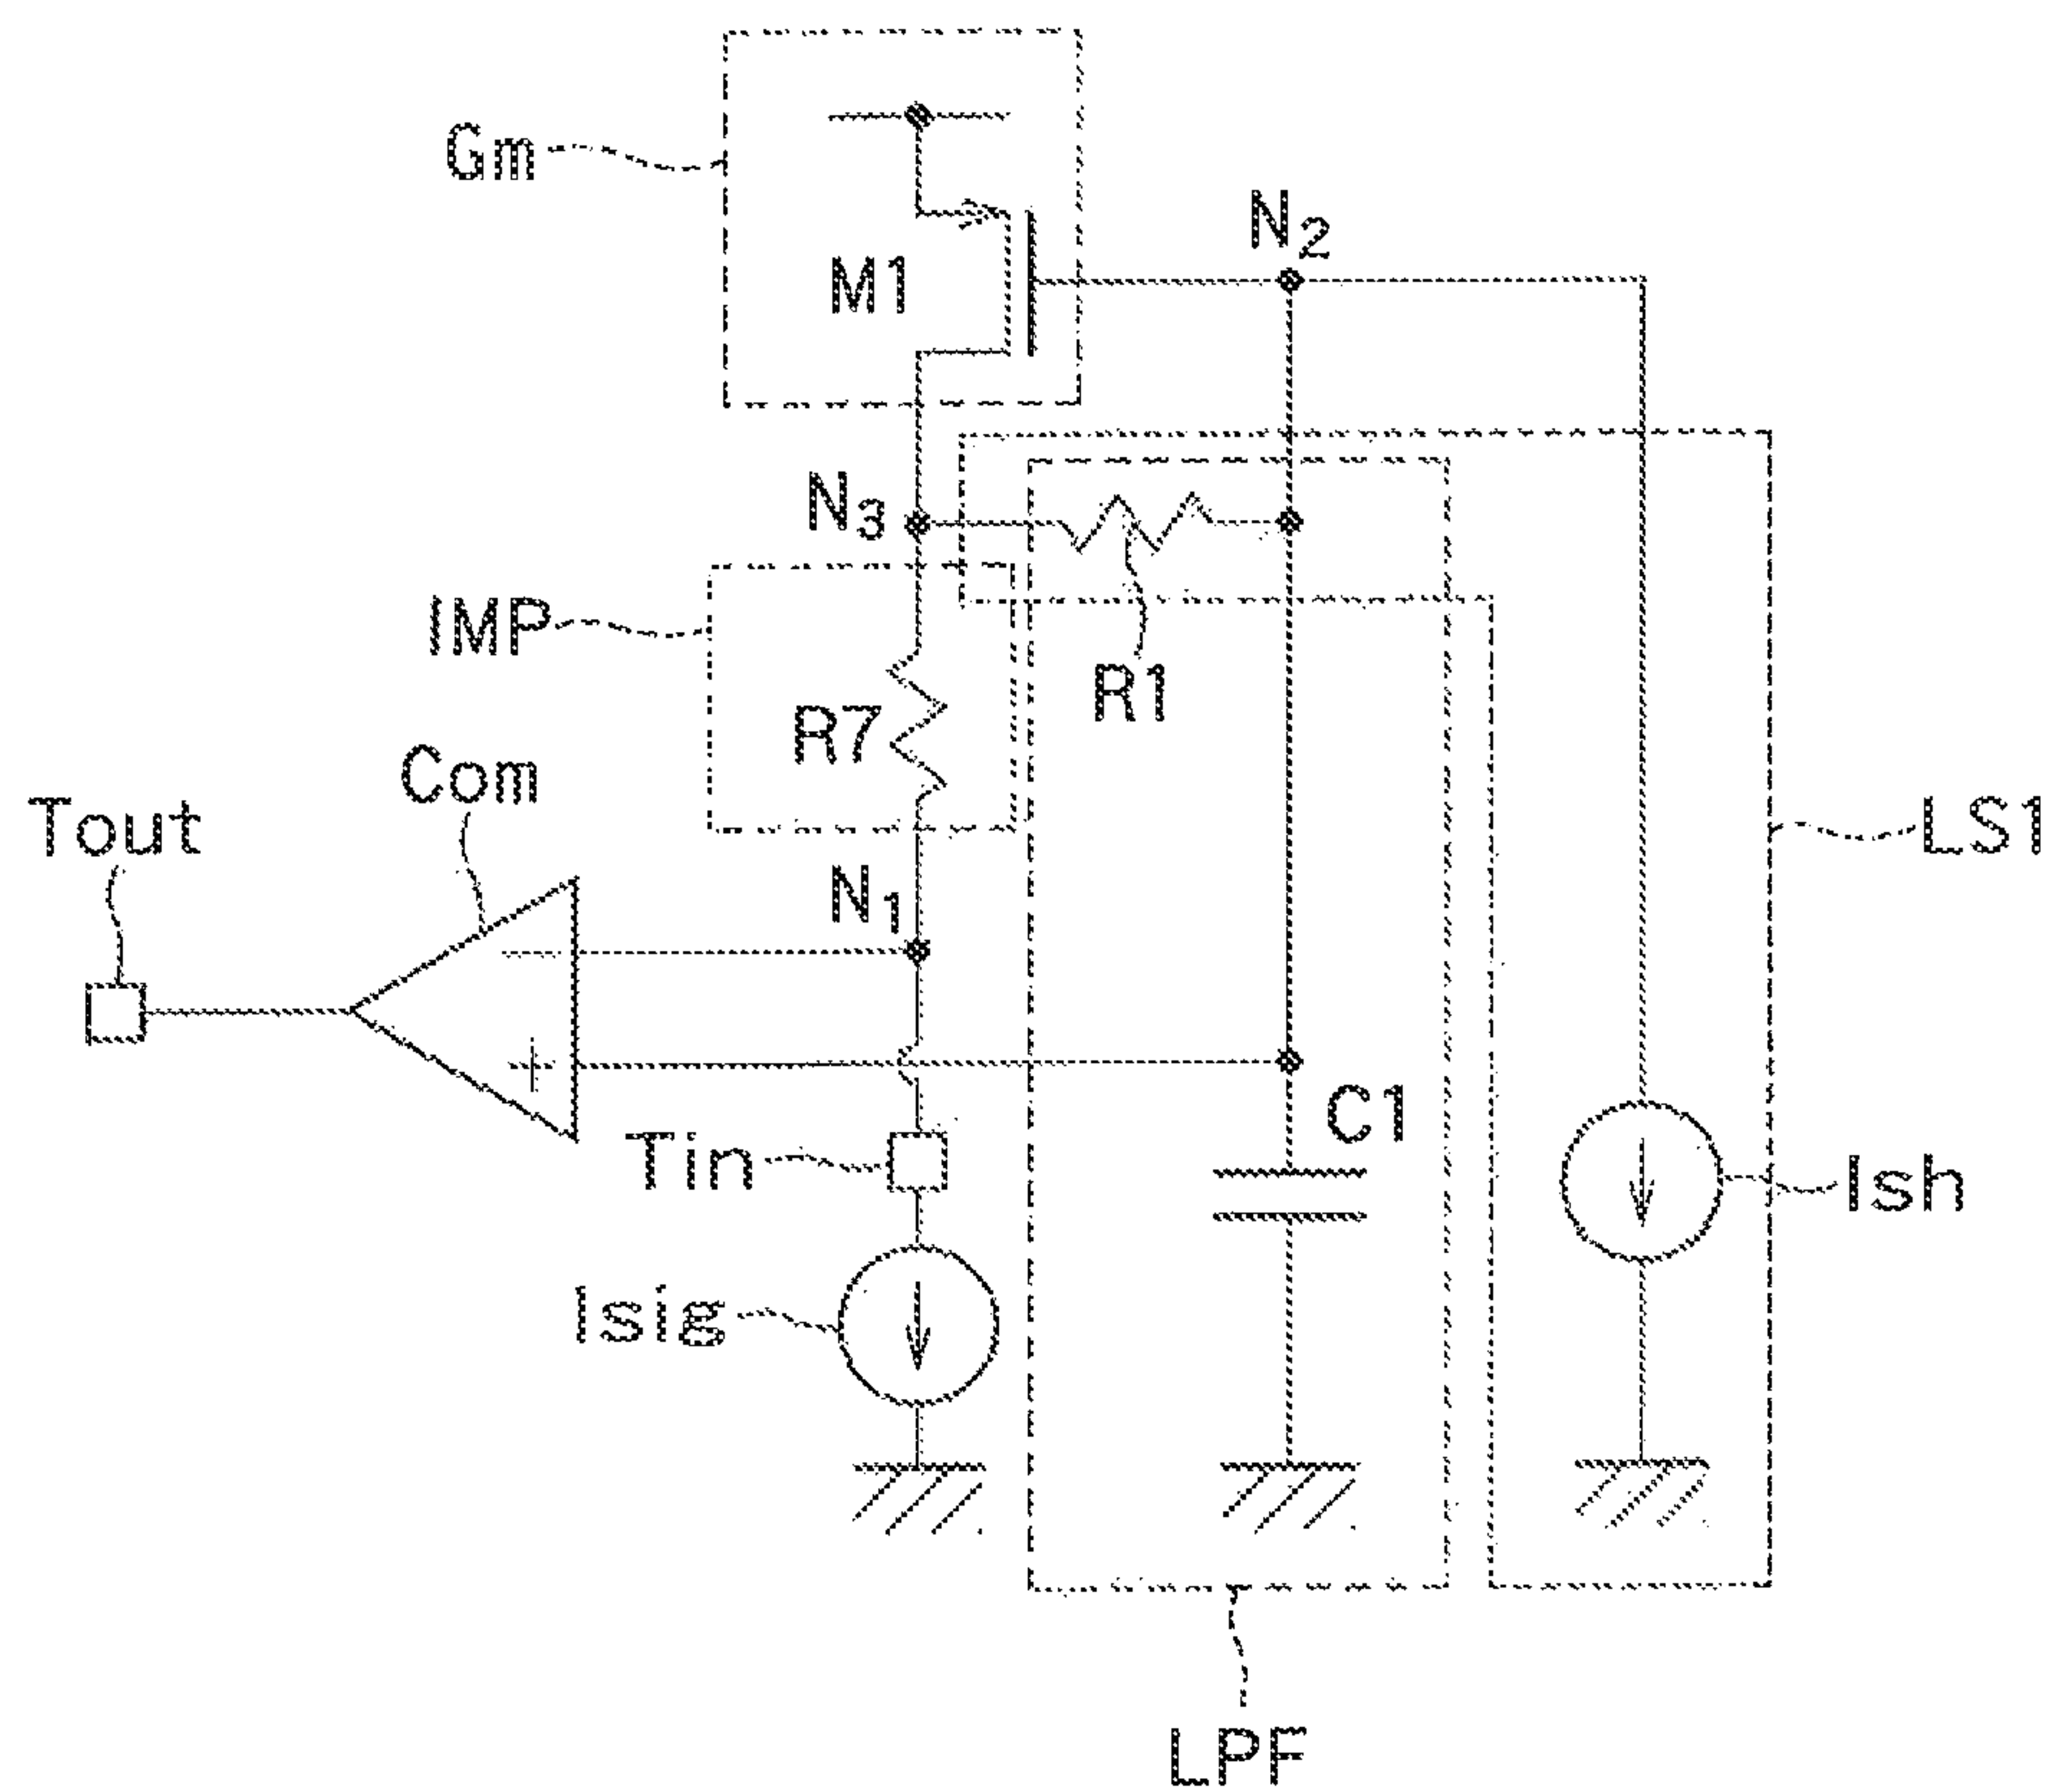 Gm
M1
N2
N3
IMP
R1
R7
Com
Tout
LS1
N1
C1
Tin
Ish
Isig
LPF